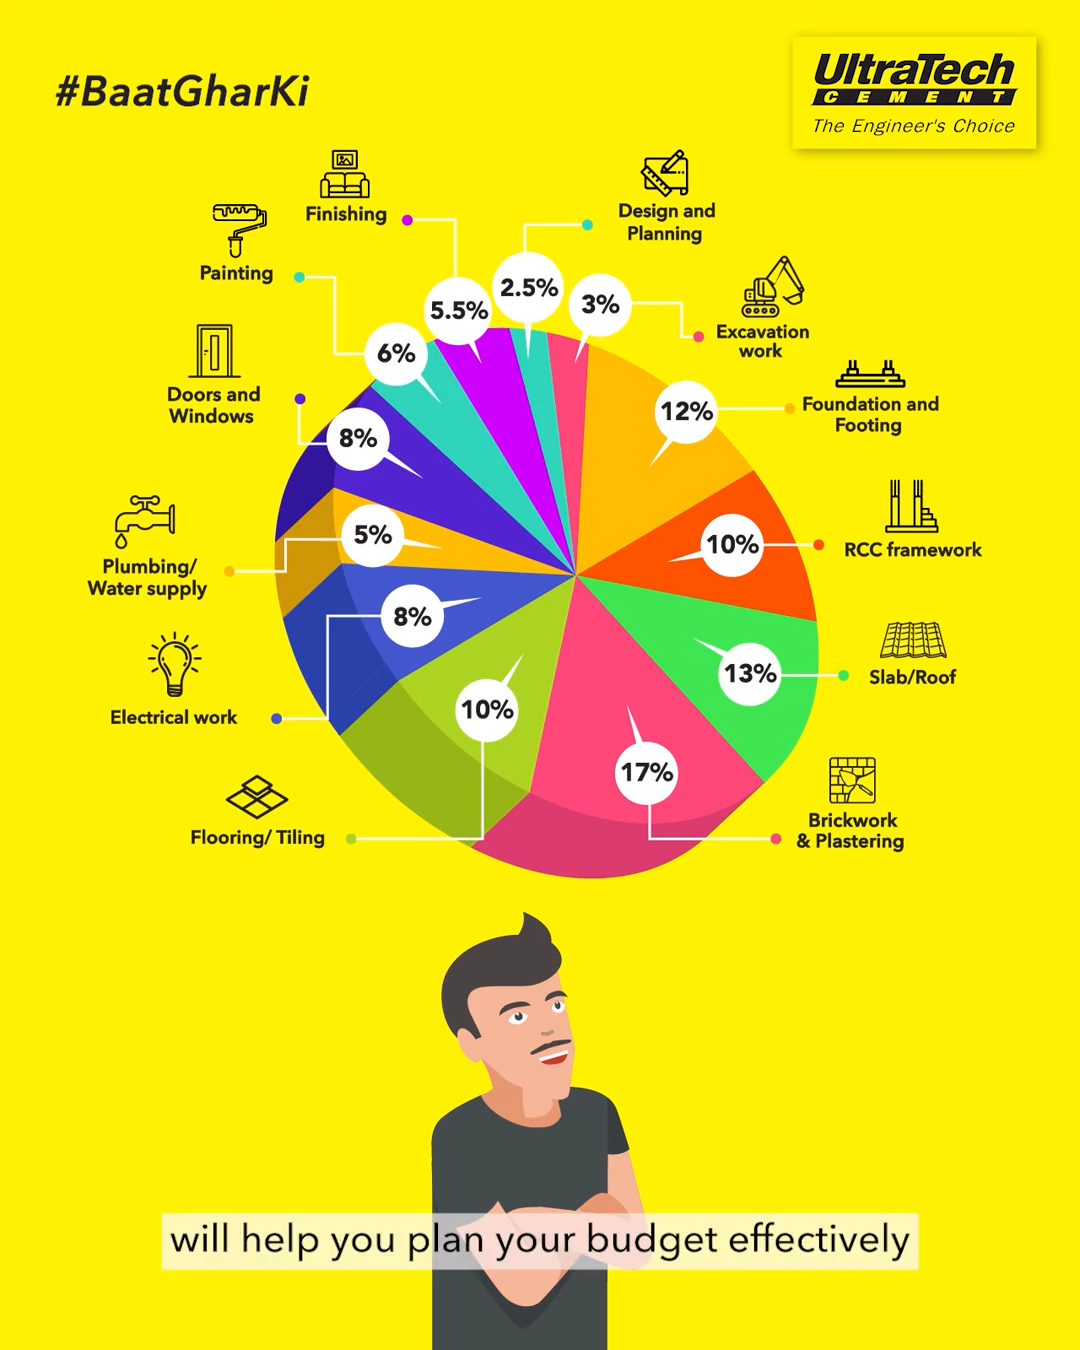 #BaatGharKi
UltraTech
CEMENT
The Engineer's Choice
Finishing
5.5%
Design and
Planning
2.5%
Excavation
work
3%
Foundation and
Footing
12%
RCC framework
10%
Slab/Roof
13%
Brickwork
& Plastering
17%
Flooring/ Tiling
10%
Electrical work
8%
Plumbing/
Water supply
5%
Doors and
Windows
8%
Painting
6%
will help you plan your budget effectively